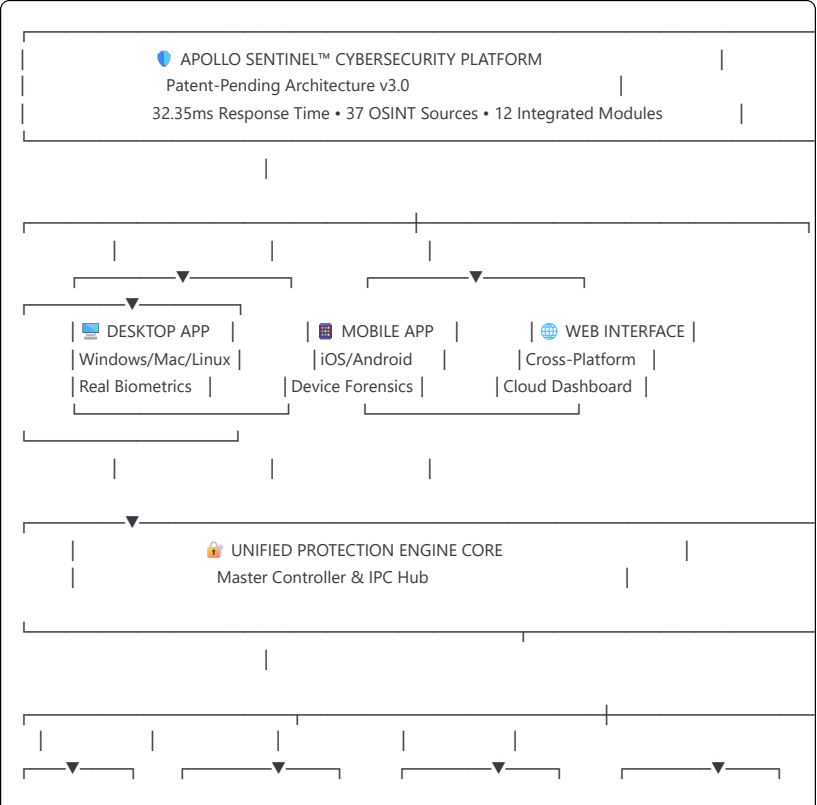 🛡️ APOLLO SENTINEL™ CYBERSECURITY PLATFORM
Patent-Pending Architecture v3.0
32.35ms Response Time • 37 OSINT Sources • 12 Integrated Modules
🖥️ DESKTOP APP 📱 MOBILE APP 🌐 WEB INTERFACE
Windows/Mac/Linux iOS/Android Cross-Platform
Real Biometrics Device Forensics Cloud Dashboard
🔐 UNIFIED PROTECTION ENGINE CORE
Master Controller & IPC Hub